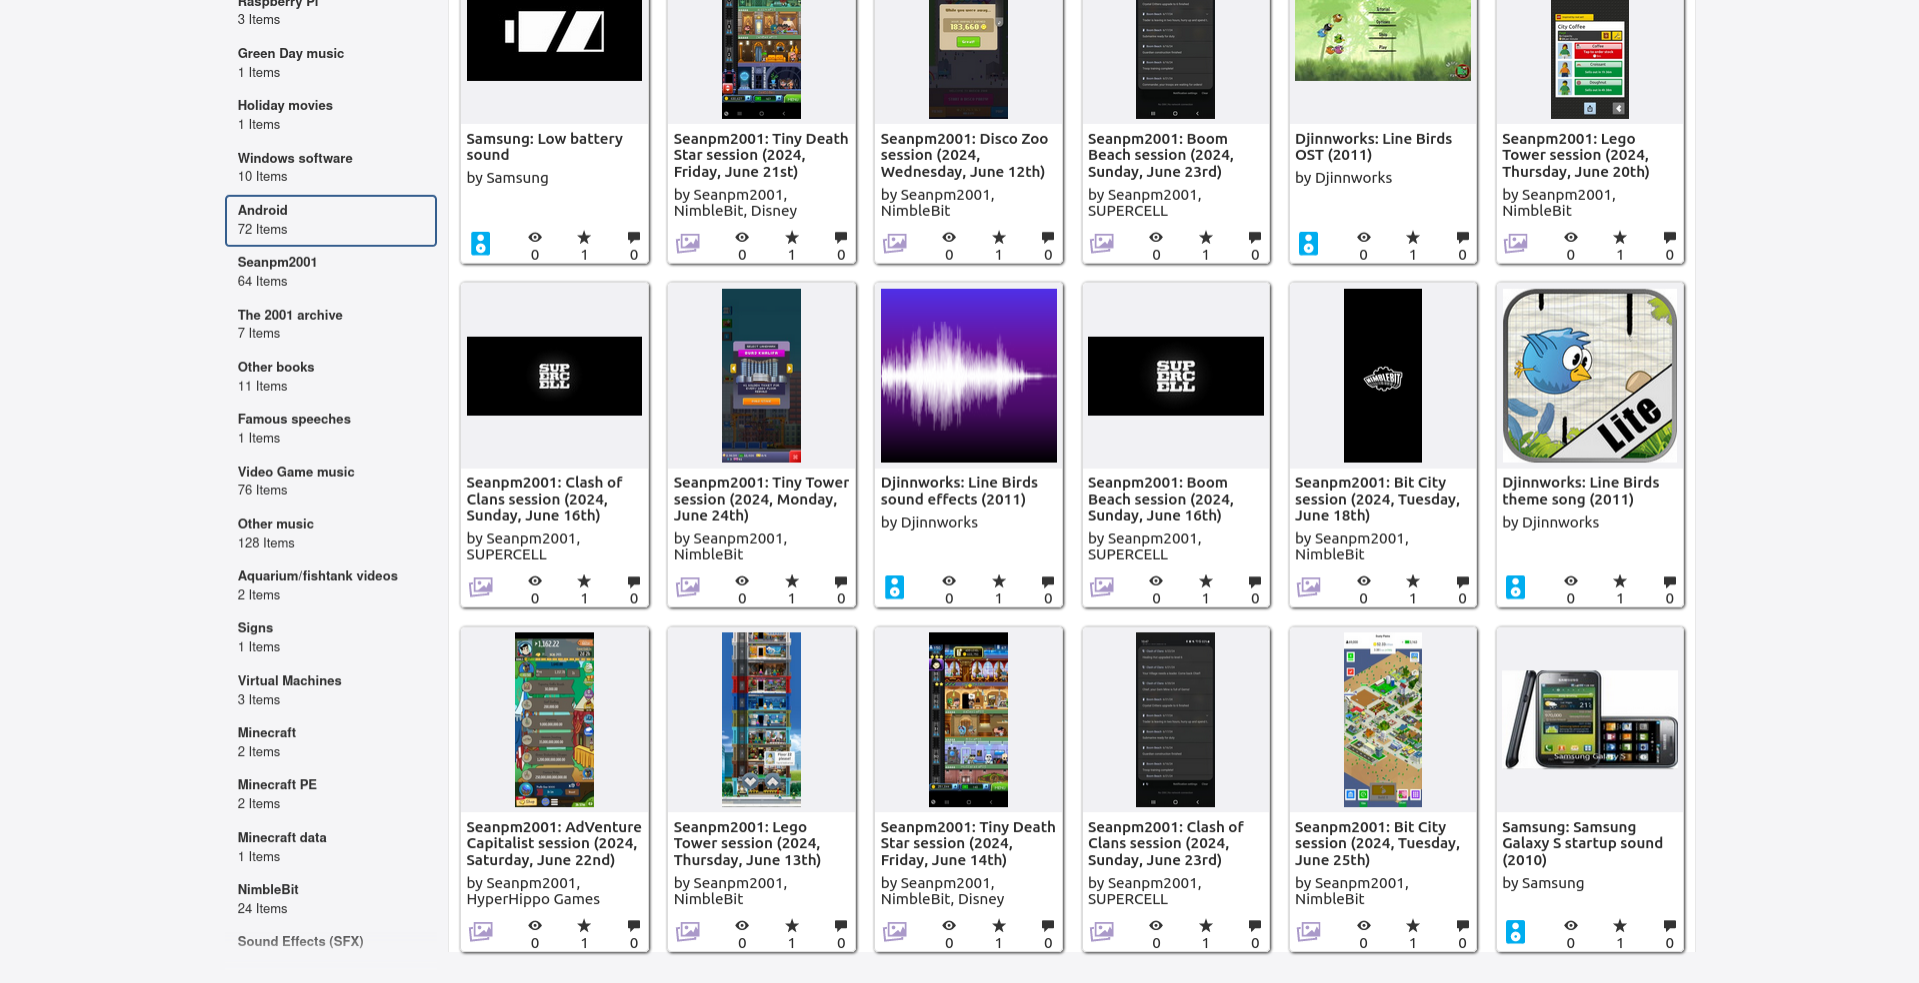 Raspberry Pi
3 Items
Green Day music
1 Items
Holiday movies
1 Items
Windows software
10 Items
Android
72 Items
Seanpm2001
64 Items
The 2001 archive
7 Items
Other books
11 Items
Famous speeches
1 Items
Video Game music
76 Items
Other music
128 Items
Aquarium/fishtank videos
2 Items
Signs
1 Items
Virtual Machines
3 Items
Minecraft
2 Items
Minecraft PE
2 Items
Minecraft data
1 Items
NimbleBit
24 Items
Sound Effects (SFX)
183,660
City Coffee
Samsung: Low battery
sound
by Samsung
0 1 0
Seanpm2001: Tiny Death
Star session (2024,
Friday, June 21st)
by Seanpm2001,
NimbleBit, Disney
0 1 0
Seanpm2001: Disco Zoo
session (2024,
Wednesday, June 12th)
by Seanpm2001,
NimbleBit
0 1 0
Seanpm2001: Boom
Beach session (2024,
Sunday, June 23rd)
by Seanpm2001,
SUPERCELL
0 1 0
Djinnworks: Line Birds
OST (2011)
by Djinnworks
0 1 0
Seanpm2001: Lego
Tower session (2024,
Thursday, June 20th)
by Seanpm2001,
NimbleBit
0 1 0
SUP
ERC
ELL
Seanpm2001: Clash of
Clans session (2024,
Sunday, June 16th)
by Seanpm2001,
SUPERCELL
0 1 0
Seanpm2001: Tiny Tower
session (2024, Monday,
June 24th)
by Seanpm2001,
NimbleBit
0 1 0
Djinnworks: Line Birds
sound effects (2011)
by Djinnworks
0 1 0
SUP
ERC
ELL
Seanpm2001: Boom
Beach session (2024,
Sunday, June 16th)
by Seanpm2001,
SUPERCELL
0 1 0
NIMBLEBIT
Seanpm2001: Bit City
session (2024, Tuesday,
June 18th)
by Seanpm2001,
NimbleBit
0 1 0
Lite
Djinnworks: Line Birds
theme song (2011)
by Djinnworks
0 1 0
Seanpm2001: AdVenture
Capitalist session (2024,
Saturday, June 22nd)
by Seanpm2001,
HyperHippo Games
0 1 0
Seanpm2001: Lego
Tower session (2024,
Thursday, June 13th)
by Seanpm2001,
NimbleBit
0 1 0
Seanpm2001: Tiny Death
Star session (2024,
Friday, June 14th)
by Seanpm2001,
NimbleBit, Disney
0 1 0
Seanpm2001: Clash of
Clans session (2024,
Sunday, June 23rd)
by Seanpm2001,
SUPERCELL
0 1 0
Seanpm2001: Bit City
session (2024, Tuesday,
June 25th)
by Seanpm2001,
NimbleBit
0 1 0
Samsung Galaxy S
Samsung: Samsung
Galaxy S startup sound
(2010)
by Samsung
0 1 0